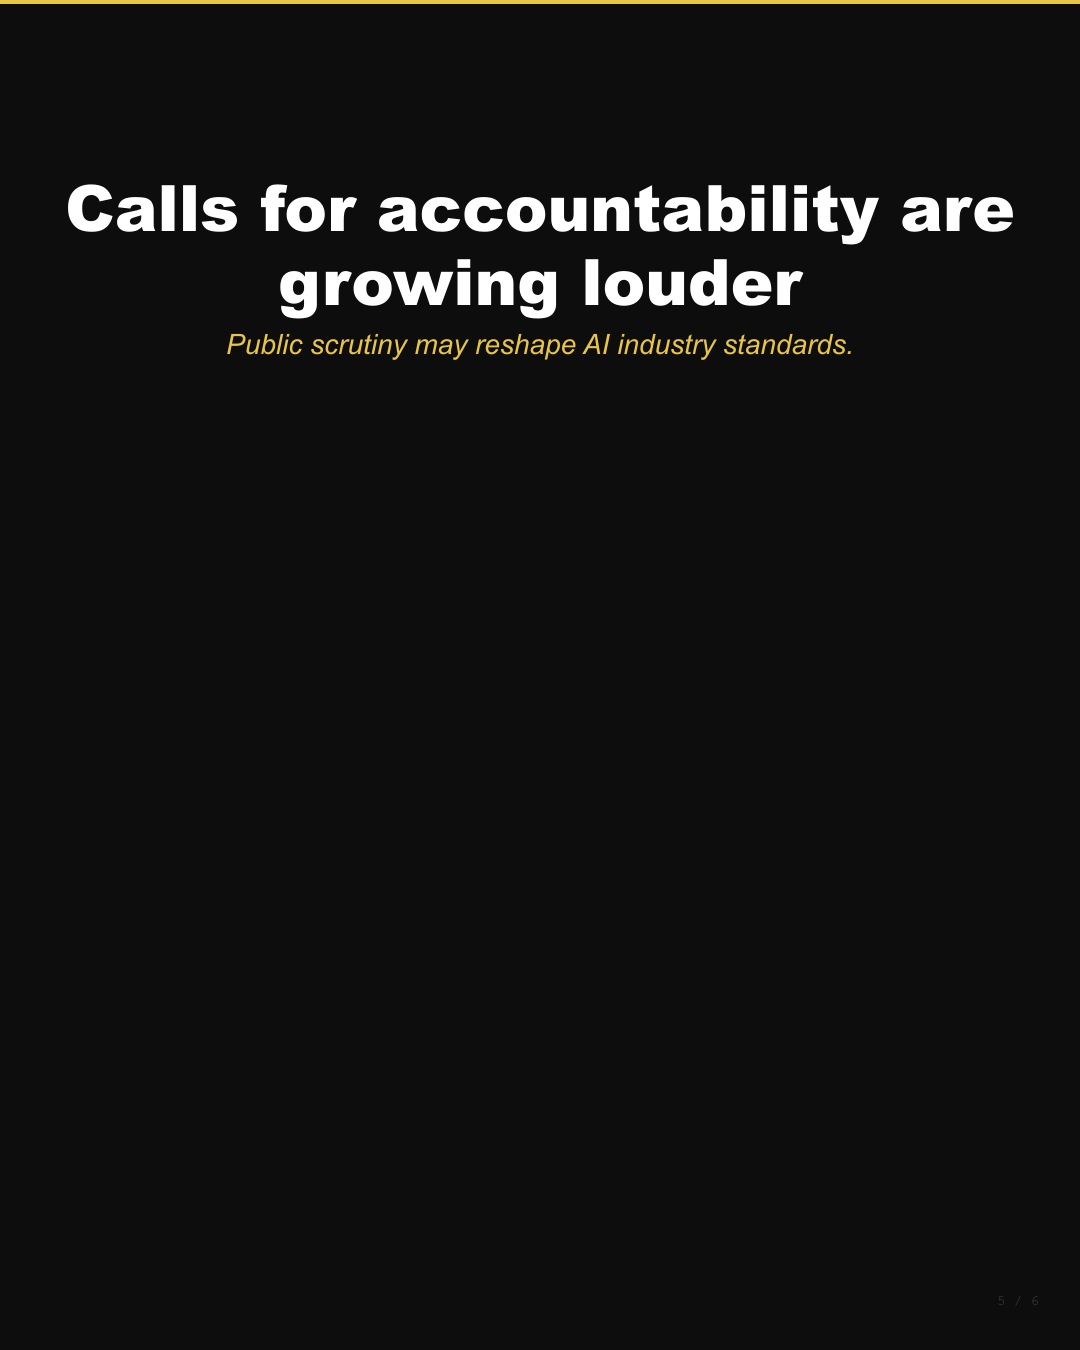 Calls for accountability are
growing louder
Public scrutiny may reshape AI industry standards.
5 / 6